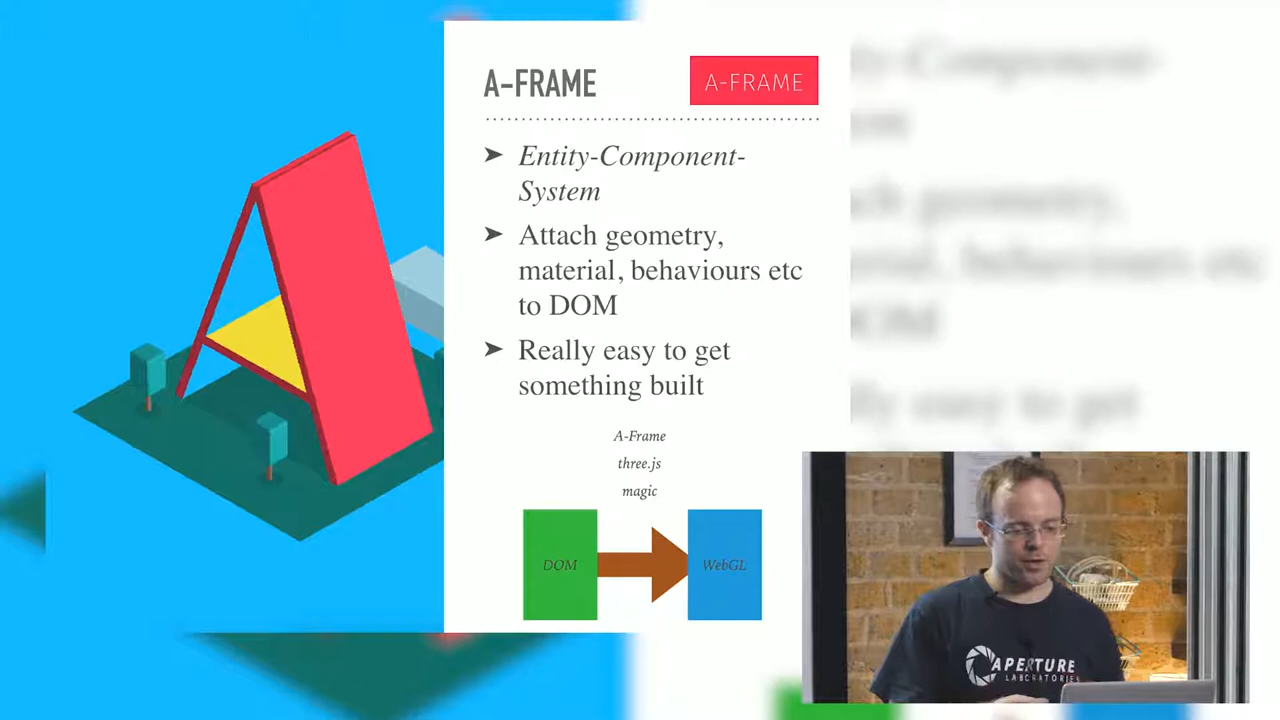 A-FRAME
A-FRAME
➤ Entity-Component-
System
➤ Attach geometry,
material, behaviours etc
to DOM
➤ Really easy to get
something built
A-Frame
three.js
magic
DOM
WebGL
APERTURE
LABORATORIES